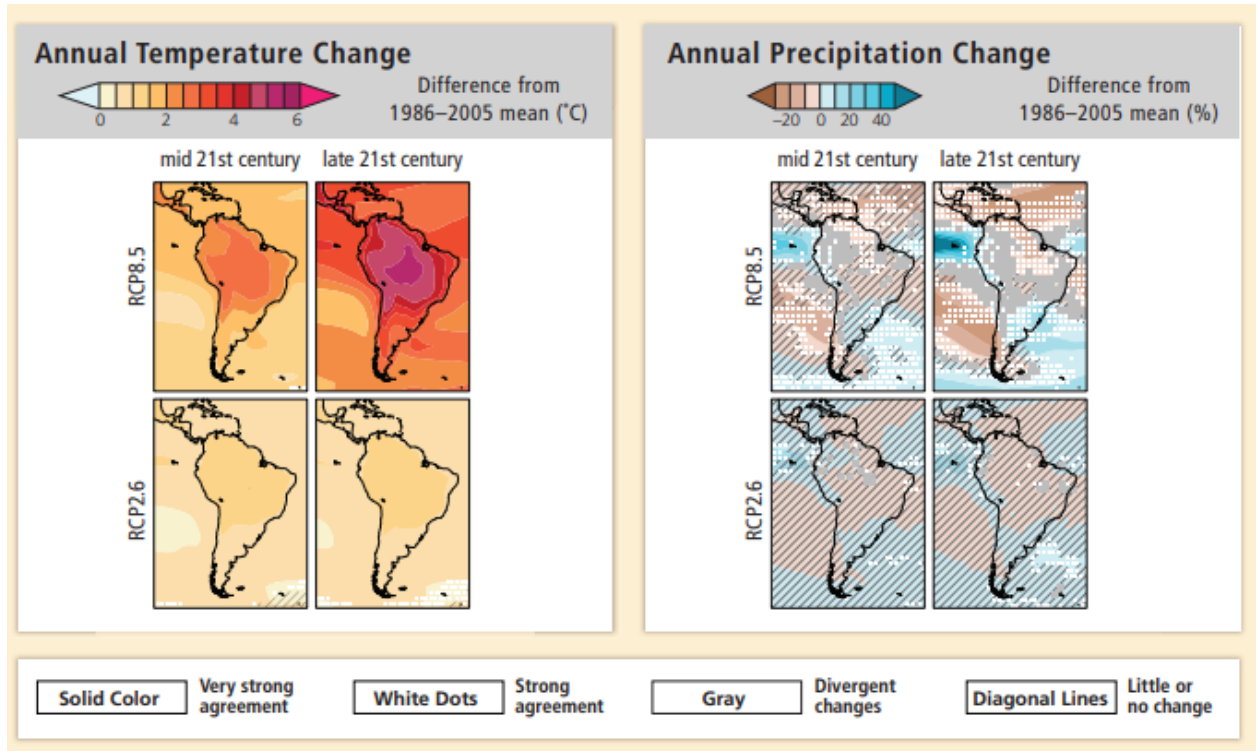 Annual Temperature Change
Difference from
1986–2005 mean (˚C)
0 2 4 6
mid 21st century late 21st century
RCP8.5
RCP2.6
Annual Precipitation Change
Difference from
1986–2005 mean (%)
–20 0 20 40
mid 21st century late 21st century
RCP8.5
RCP2.6
Solid Color
Very strong
agreement
White Dots
Strong
agreement
Gray
Divergent
changes
Diagonal Lines
Little or
no change